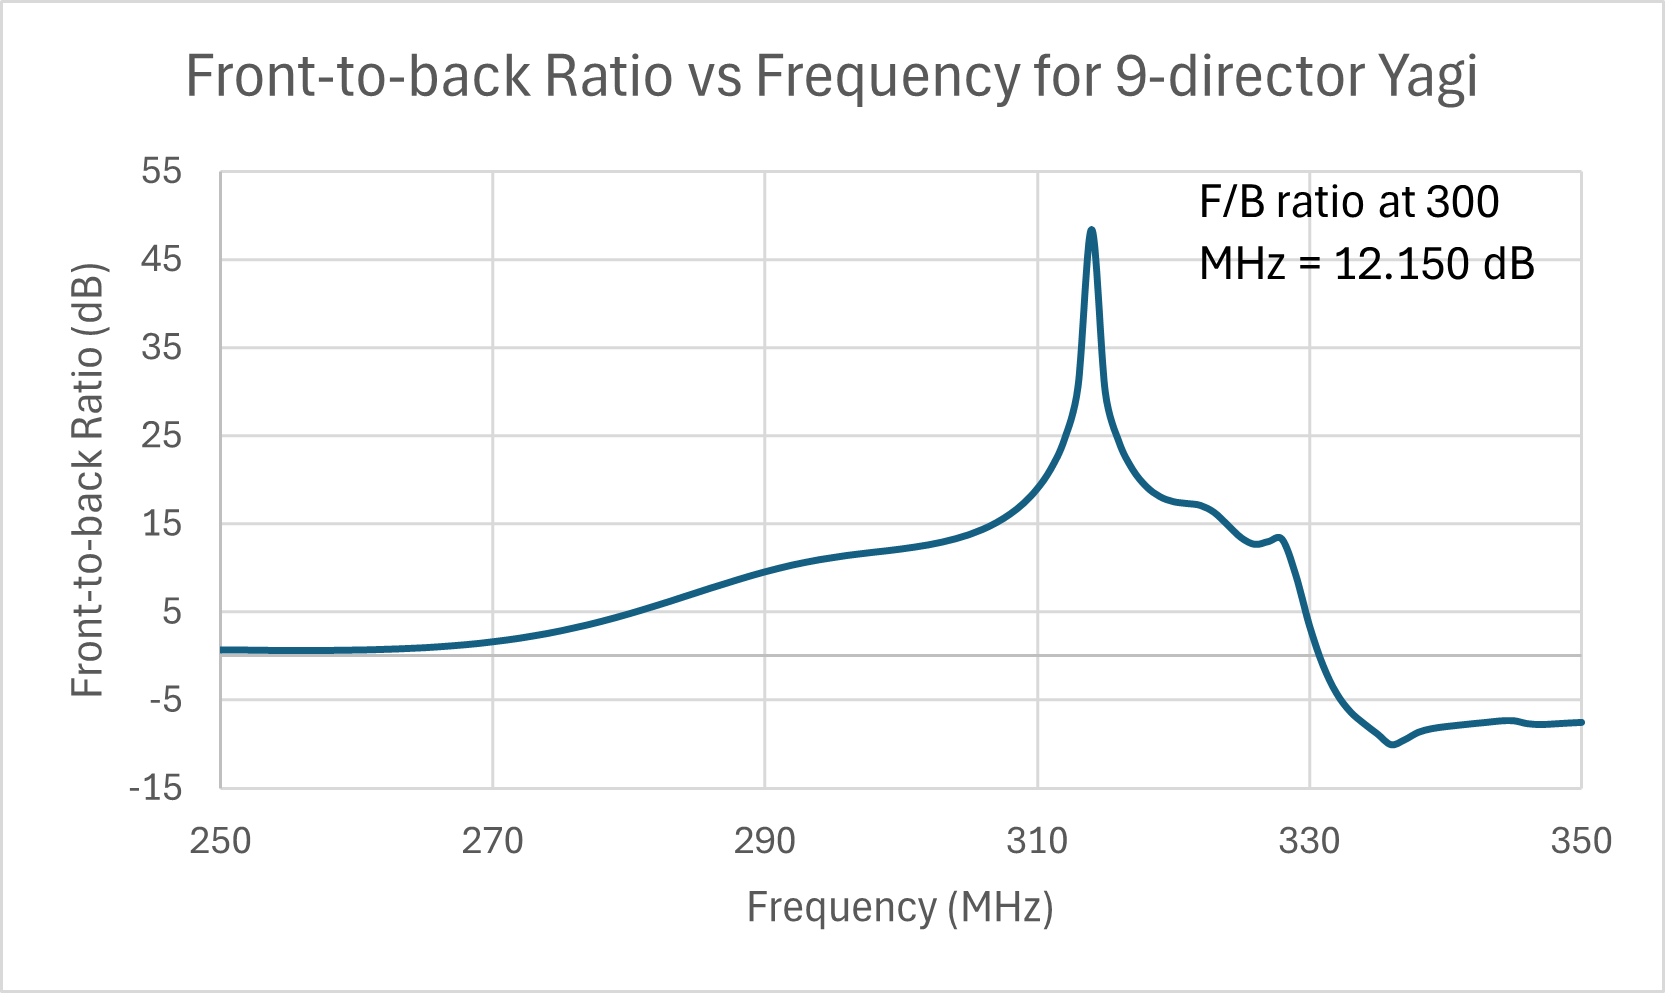 Front-to-back Ratio vs Frequency for 9-director Yagi
F/B ratio at 300
MHz = 12.150 dB
Front-to-back Ratio (dB)
55
45
35
25
15
5
-5
-15
250 270 290 310 330 350
Frequency (MHz)